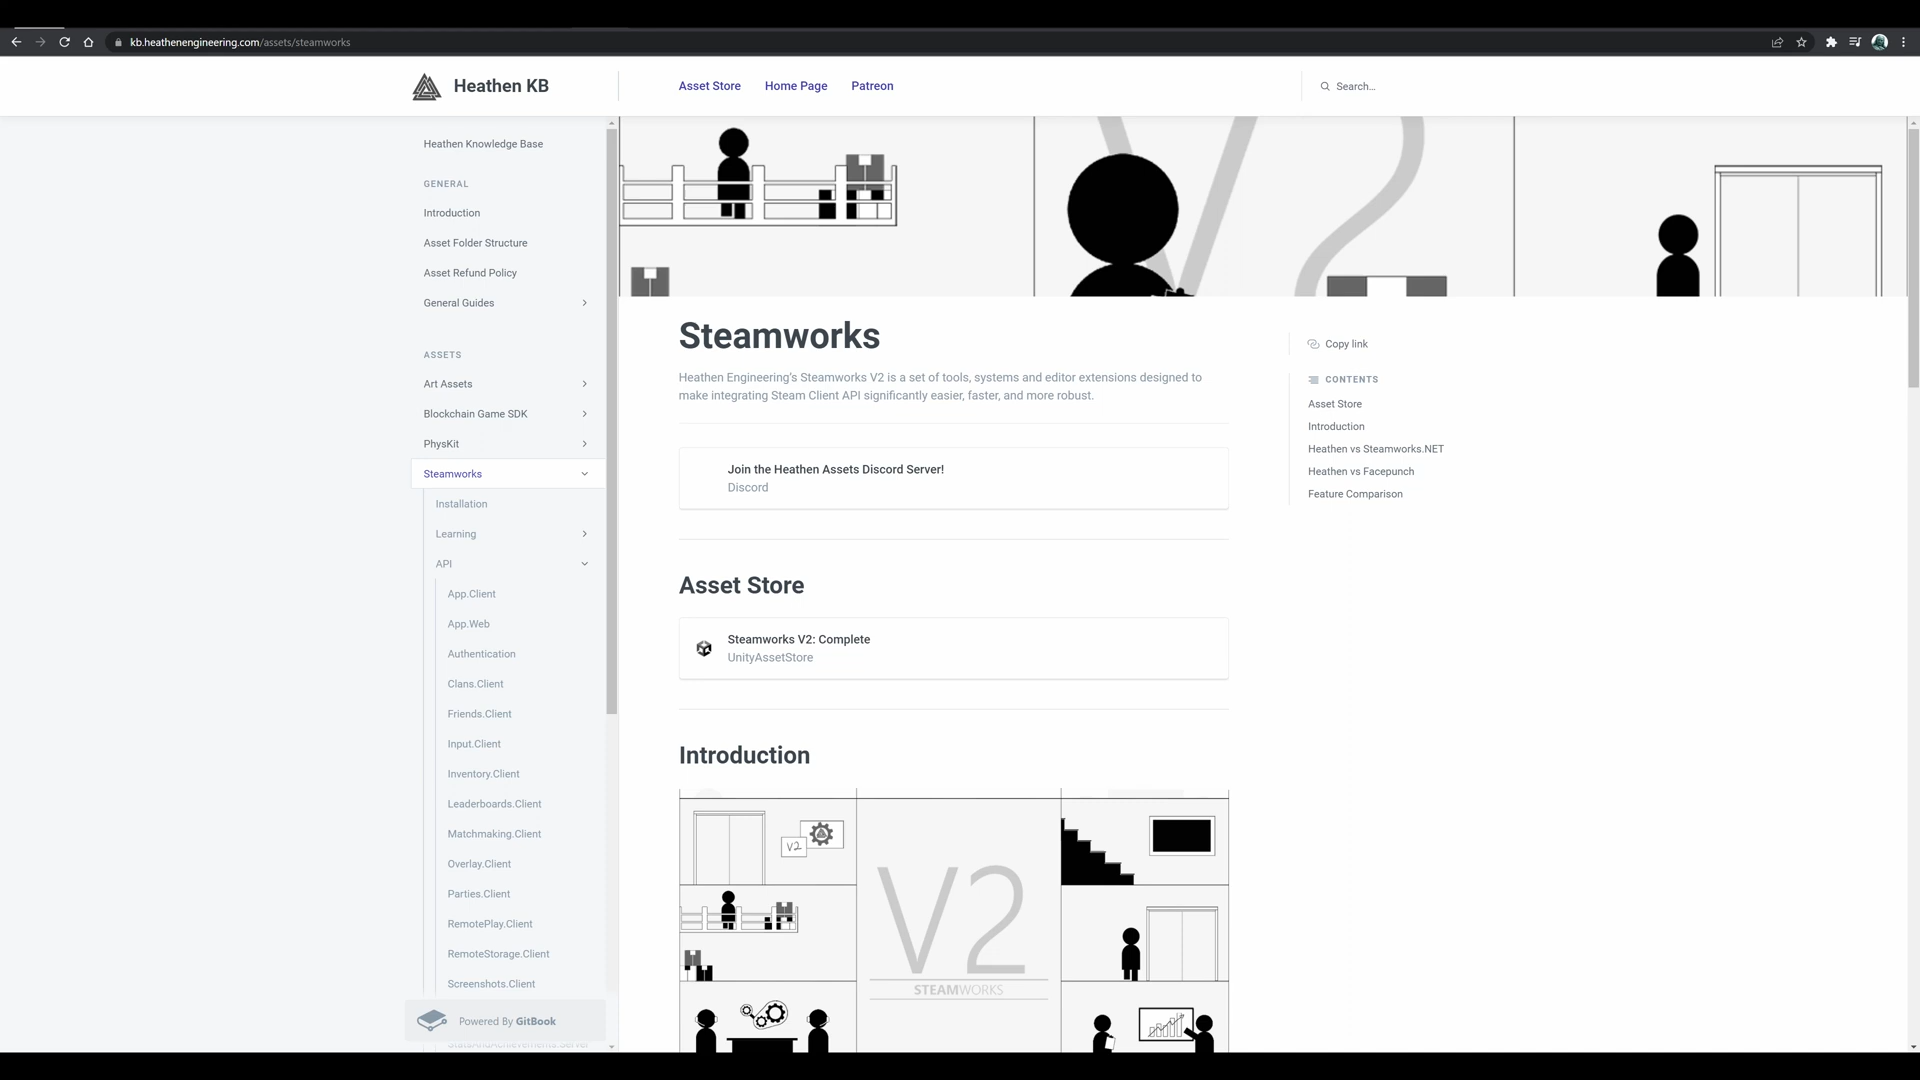 kb.heathenengineering.com/assets/steamworks
Heathen KB
Asset Store
Home Page
Patreon
Search...
Heathen Knowledge Base
GENERAL
Introduction
Asset Folder Structure
Asset Refund Policy
General Guides
ASSETS
Art Assets
Blockchain Game SDK
PhysKit
Steamworks
Installation
Learning
API
App.Client
App.Web
Authentication
Clans.Client
Friends.Client
Input.Client
Inventory.Client
Leaderboards.Client
Matchmaking.Client
Overlay.Client
Parties.Client
RemotePlay.Client
RemoteStorage.Client
Screenshots.Client
StatsAndAchievements.Server
Powered By GitBook
V2
Steamworks
Heathen Engineering's Steamworks V2 is a set of tools, systems and editor extensions designed to
make integrating Steam Client API significantly easier, faster, and more robust.
Join the Heathen Assets Discord Server!
Discord
Asset Store
Steamworks V2: Complete
UnityAssetStore
Introduction
V2
V2
STEAMWORKS
Copy link
CONTENTS
Asset Store
Introduction
Heathen vs Steamworks.NET
Heathen vs Facepunch
Feature Comparison